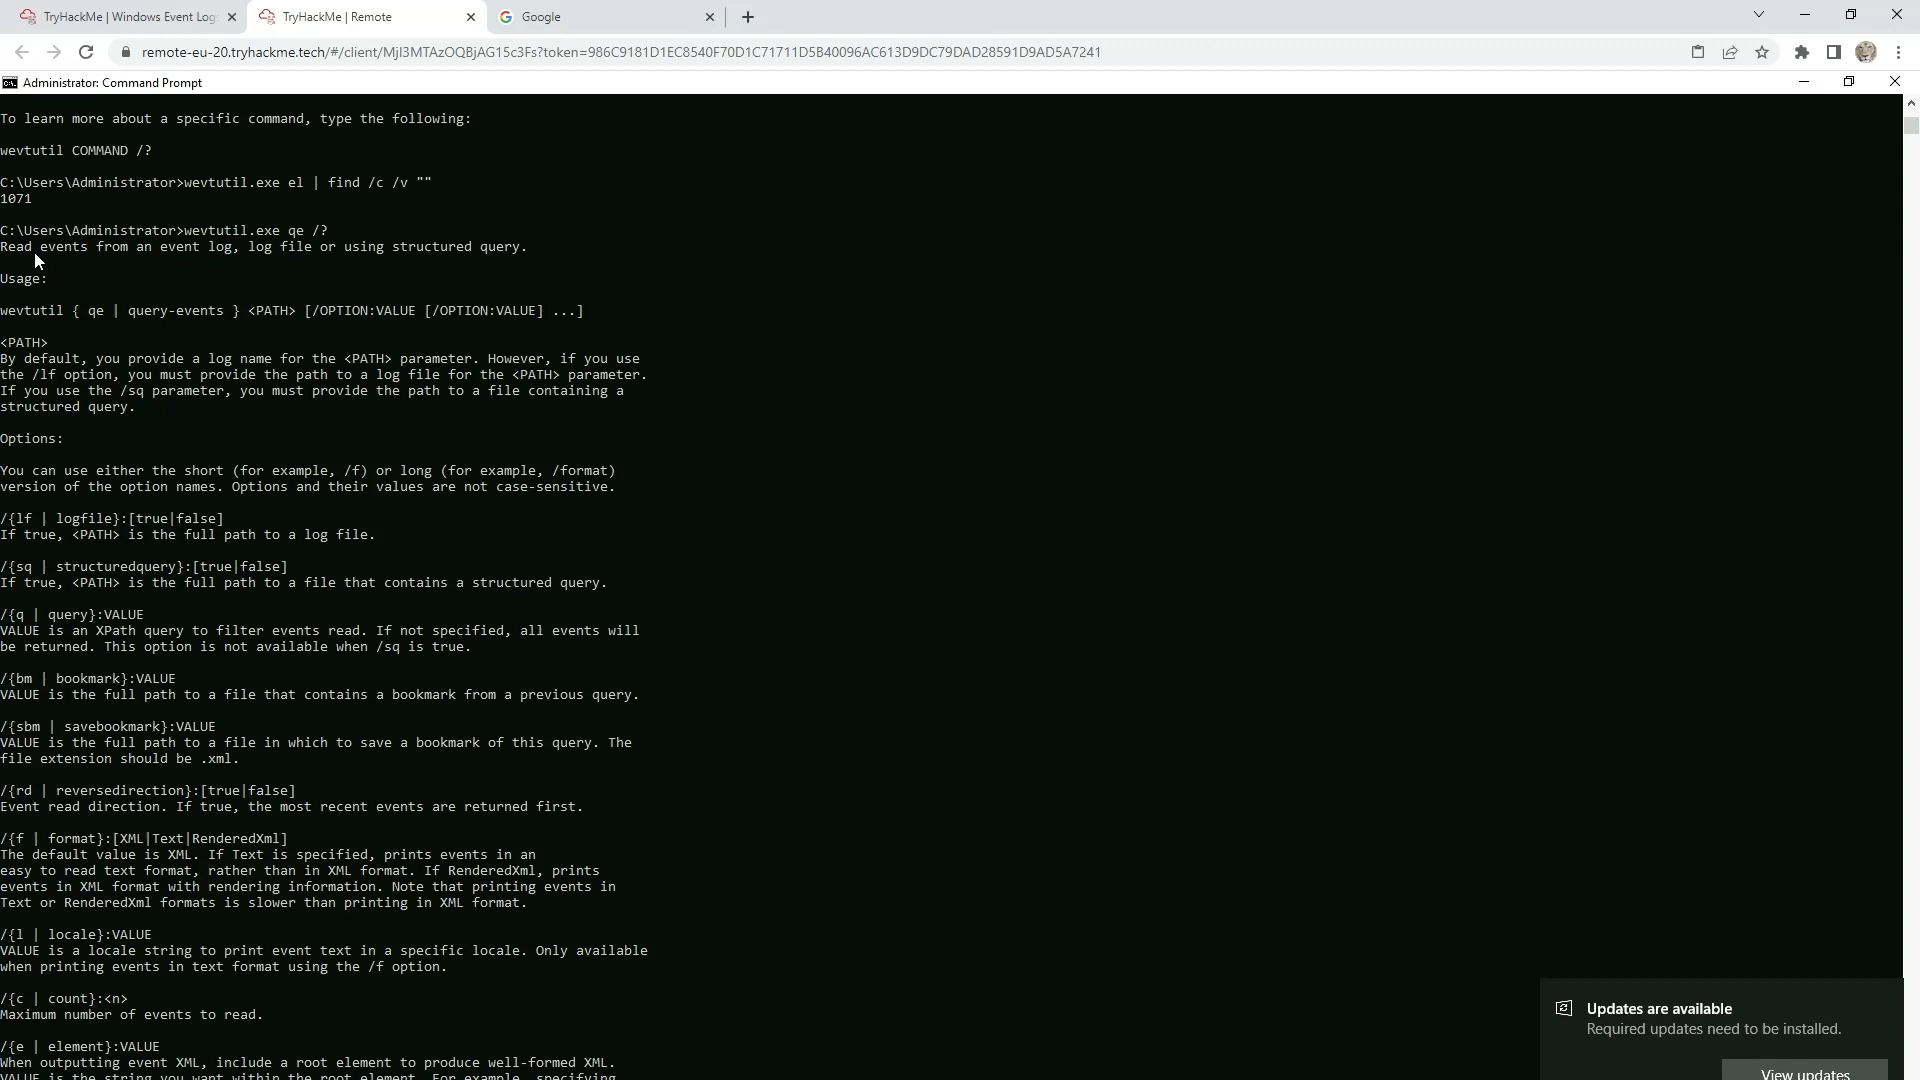 TryHackMe | Windows Event Log
TryHackMe | Remote
Google
remote-eu-20.tryhackme.tech/#/client/MjI3MTAzOQBjAG15c3Fs?token=986C9181D1EC8540F70D1C71711D5B40096AC613D9DC79DAD28591D9AD5A7241
Administrator: Command Prompt
To learn more about a specific command, type the following:
wevtutil COMMAND /?
C:\Users\Administrator>wevtutil.exe el | find /c /v ""
1071
C:\Users\Administrator>wevtutil.exe qe /?
Read events from an event log, log file or using structured query.
Usage:
wevtutil { qe | query-events } <PATH> [/OPTION:VALUE [/OPTION:VALUE] ...]
<PATH>
By default, you provide a log name for the <PATH> parameter. However, if you use
the /lf option, you must provide the path to a log file for the <PATH> parameter.
If you use the /sq parameter, you must provide the path to a file containing a
structured query.
Options:
You can use either the short (for example, /f) or long (for example, /format)
version of the option names. Options and their values are not case-sensitive.
/{lf | logfile}:[true|false]
If true, <PATH> is the full path to a log file.
/{sq | structuredquery}:[true|false]
If true, <PATH> is the full path to a file that contains a structured query.
/{q | query}:VALUE
VALUE is an XPath query to filter events read. If not specified, all events will
be returned. This option is not available when /sq is true.
/{bm | bookmark}:VALUE
VALUE is the full path to a file that contains a bookmark from a previous query.
/{sbm | savebookmark}:VALUE
VALUE is the full path to a file in which to save a bookmark of this query. The
file extension should be .xml.
/{rd | reversedirection}:[true|false]
Event read direction. If true, the most recent events are returned first.
/{f | format}:[XML|Text|RenderedXml]
The default value is XML. If Text is specified, prints events in an
easy to read text format, rather than in XML format. If RenderedXml, prints
events in XML format with rendering information. Note that printing events in
Text or RenderedXml formats is slower than printing in XML format.
/{l | locale}:VALUE
VALUE is a locale string to print event text in a specific locale. Only available
when printing events in text format using the /f option.
/{c | count}:<n>
Maximum number of events to read.
/{e | element}:VALUE
When outputting event XML, include a root element to produce well-formed XML.
VALUE is the string you want within the root element. For example, specifying
Updates are available
Required updates need to be installed.
View updates